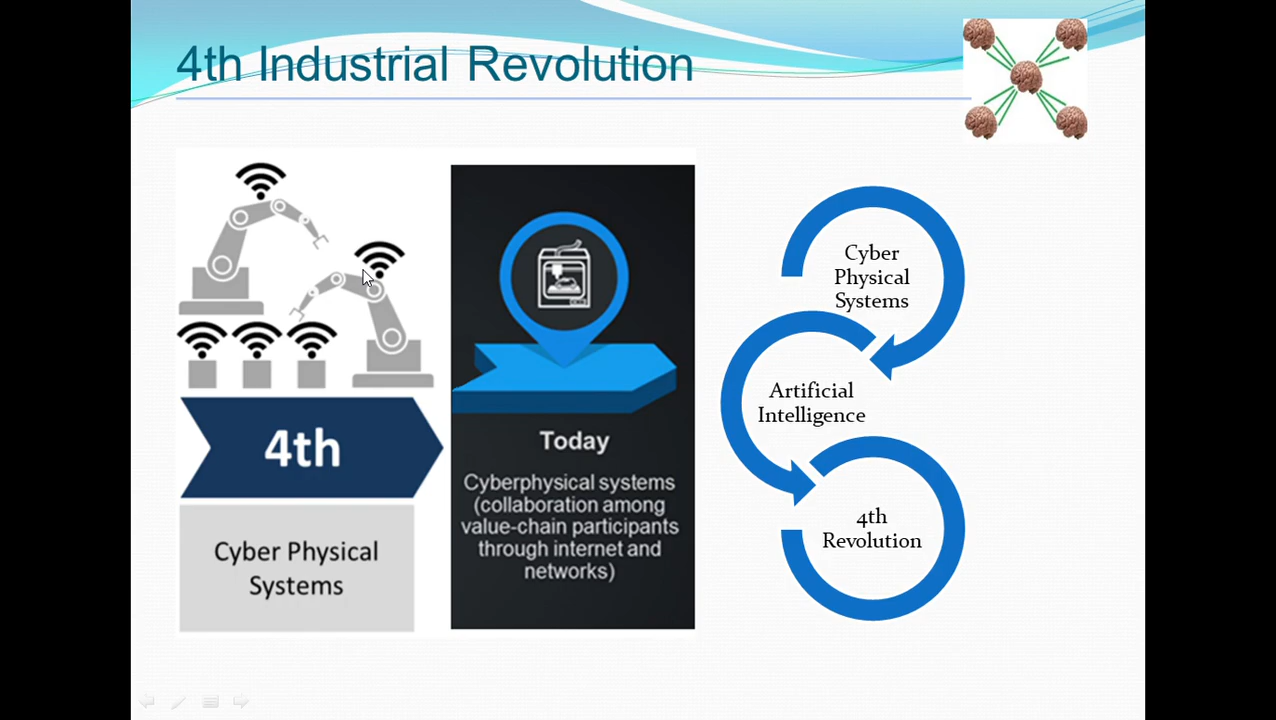 4th Industrial Revolution
4th
Cyber Physical
Systems
Today
Cyberphysical systems
(collaboration among
value-chain participants
through internet and
networks)
Cyber
Physical
Systems
Artificial
Intelligence
4th
Revolution